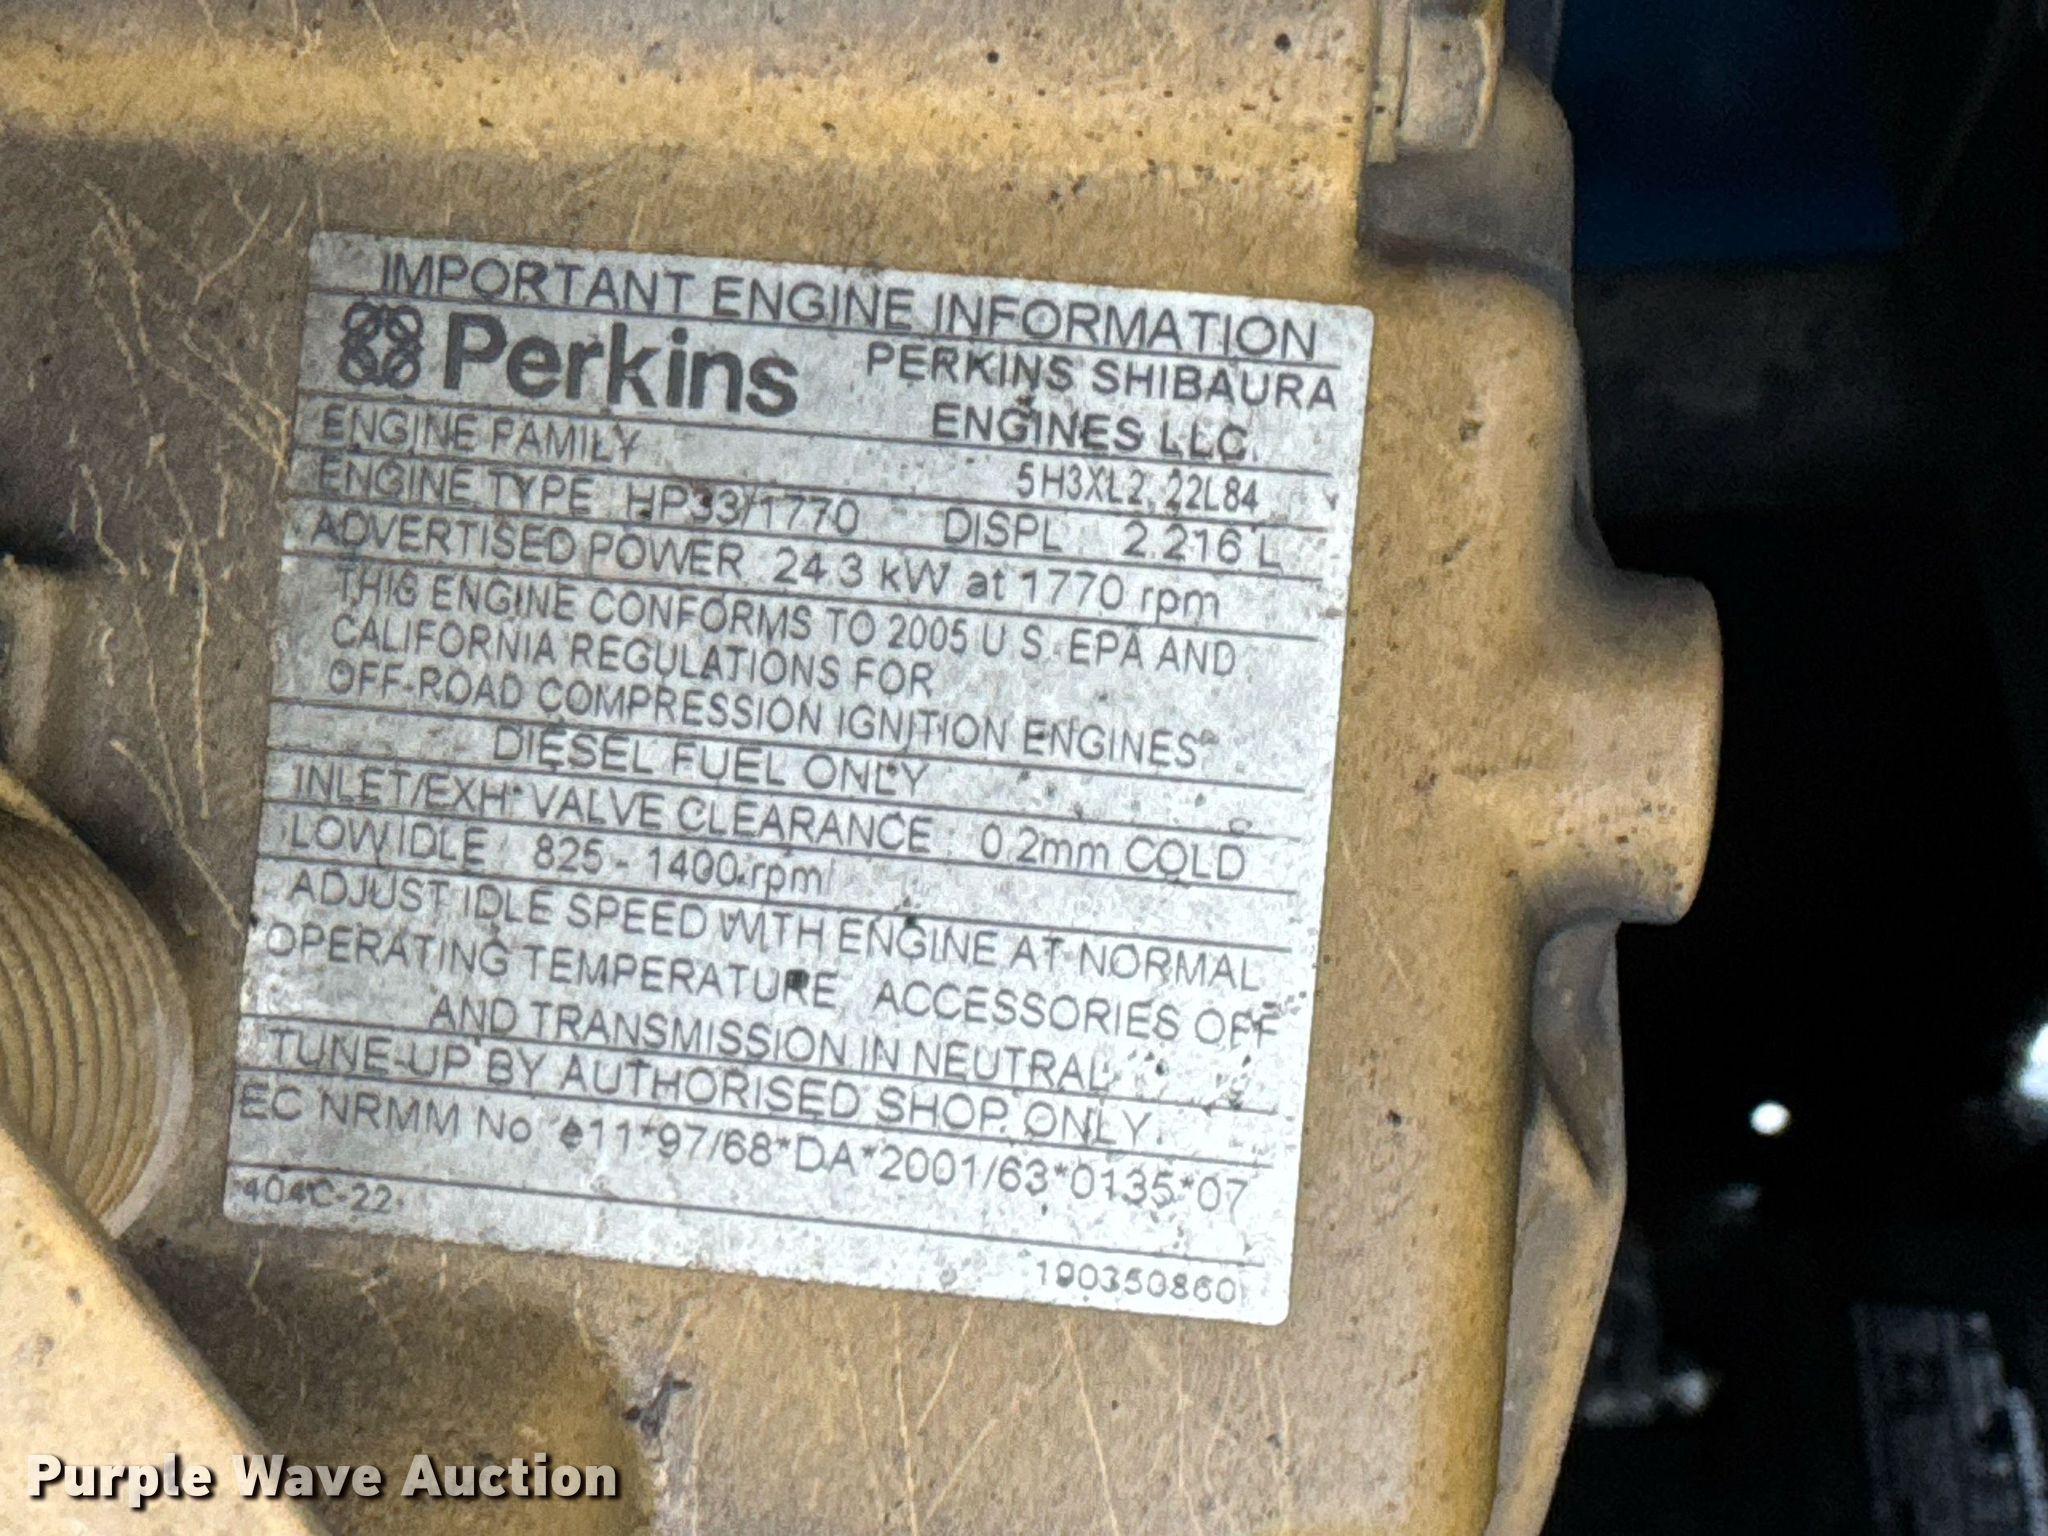 IMPORTANT ENGINE INFORMATION
Perkins
PERKINS SHIBAURA
ENGINES LLC.
ENGINE FAMILY 5H3XL2.22L84
ENGINE TYPE HP33/1770 DISPL 2.216 L
ADVERTISED POWER 24.3 kW at 1770 rpm
THIS ENGINE CONFORMS TO 2005 U.S. EPA AND
CALIFORNIA REGULATIONS FOR
OFF-ROAD COMPRESSION IGNITION ENGINES
DIESEL FUEL ONLY
INLET/EXH. VALVE CLEARANCE 0.2mm COLD
LOW IDLE 825 - 1400 rpm
ADJUST IDLE SPEED WITH ENGINE AT NORMAL
OPERATING TEMPERATURE ACCESSORIES OFF
AND TRANSMISSION IN NEUTRAL
TUNE-UP BY AUTHORISED SHOP ONLY.
EC NRMM No e11*97/68*DA*2001/63*0135*07
404C-22
190350860
Purple Wave Auction